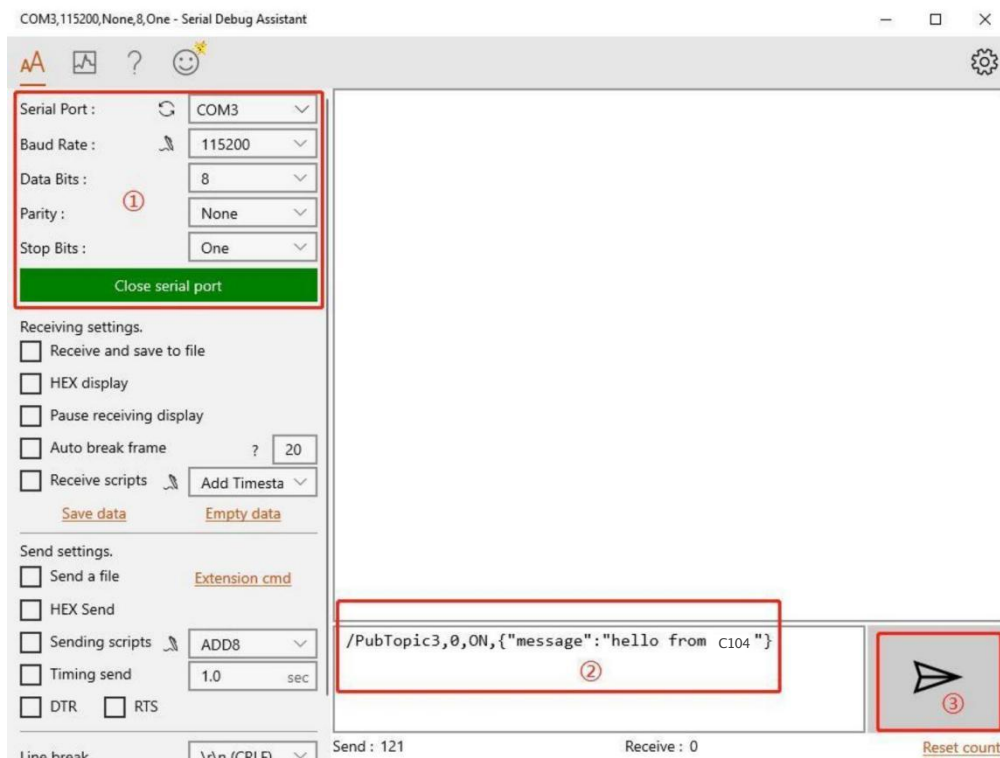 COM3,115200,None,8,One - Serial Debug Assistant
AA
Serial Port :
COM3
Baud Rate :
115200
Data Bits :
8
①
Parity :
None
Stop Bits :
One
Close serial port
Receiving settings.
Receive and save to file
HEX display
Pause receiving display
Auto break frame ? 20
Receive scripts Add Timesta
Save data Empty data
Send settings.
Send a file Extension cmd
HEX Send
Sending scripts ADD8
Timing send 1.0 sec
DTR RTS
Line break \r\n (CRLF)
/PubTopic3,0,ON,{"message":"hello from C104 "}
②
③
Send : 121 Receive : 0 Reset count